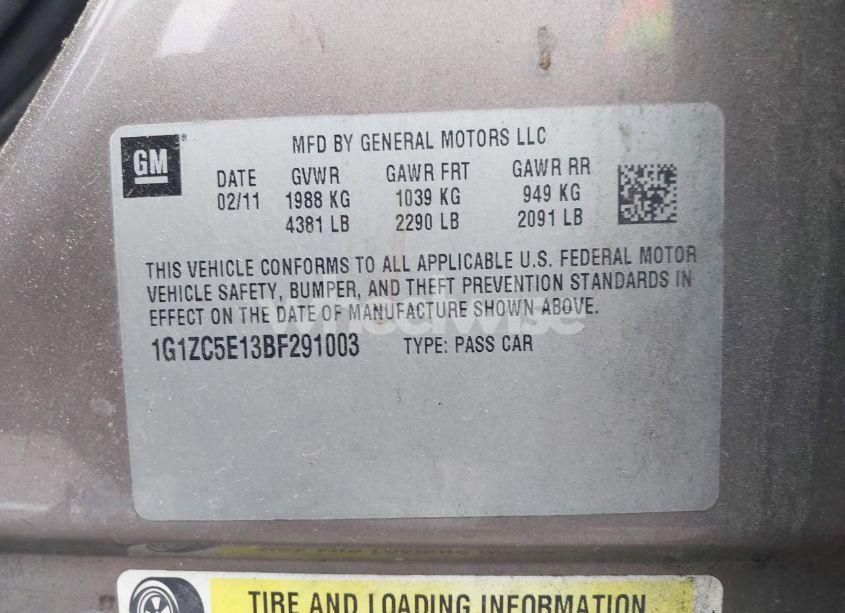 GM
MFD BY GENERAL MOTORS LLC
DATE GVWR GAWR FRT GAWR RR
02/11 1988 KG 1039 KG 949 KG
4381 LB 2290 LB 2091 LB
THIS VEHICLE CONFORMS TO ALL APPLICABLE U.S. FEDERAL MOTOR
VEHICLE SAFETY, BUMPER, AND THEFT PREVENTION STANDARDS IN
EFFECT ON THE DATE OF MANUFACTURE SHOWN ABOVE.
Wheelwise
1G1ZC5E13BF291003 TYPE: PASS CAR
TIRE AND LOADING INFORMATION